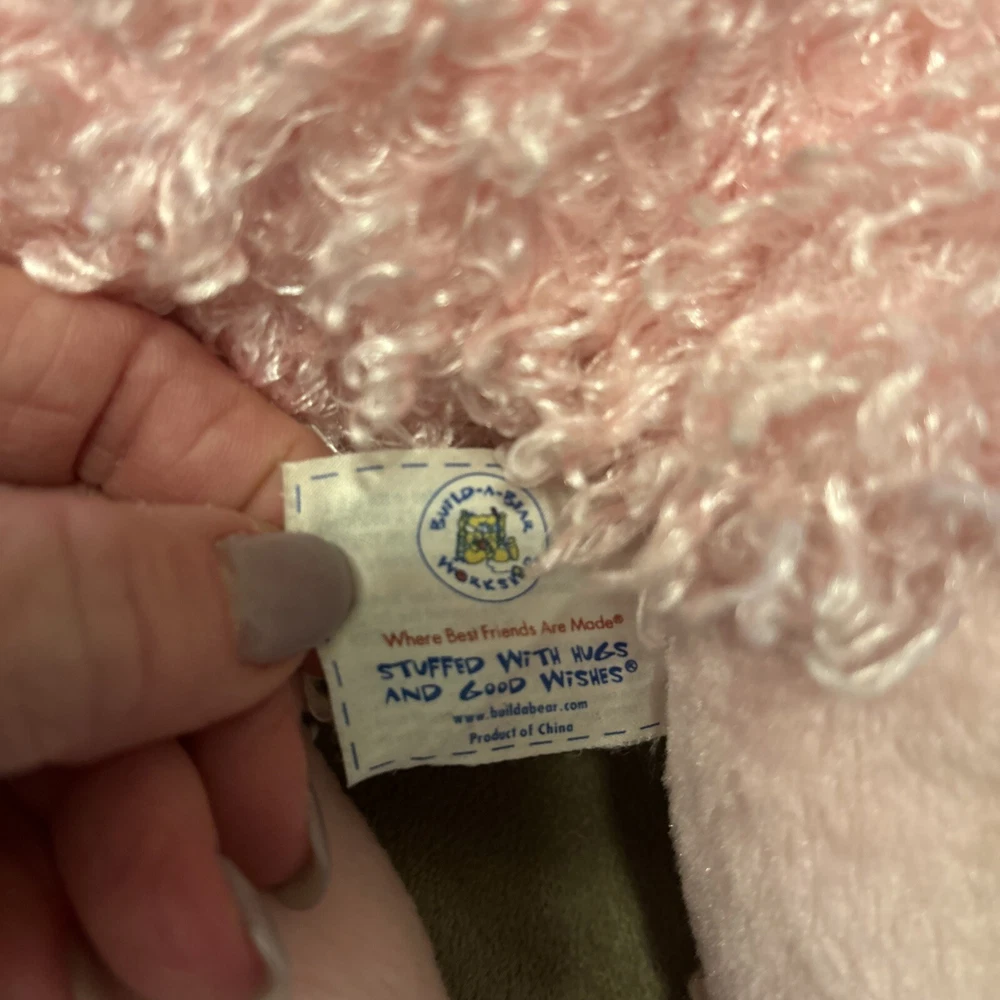 BUILD-A-BEAR
WORKSHOP
Where Best Friends Are Made®
STUFFED WITH HUGS
AND GOOD WISHES®
www.buildabear.com
Product of China